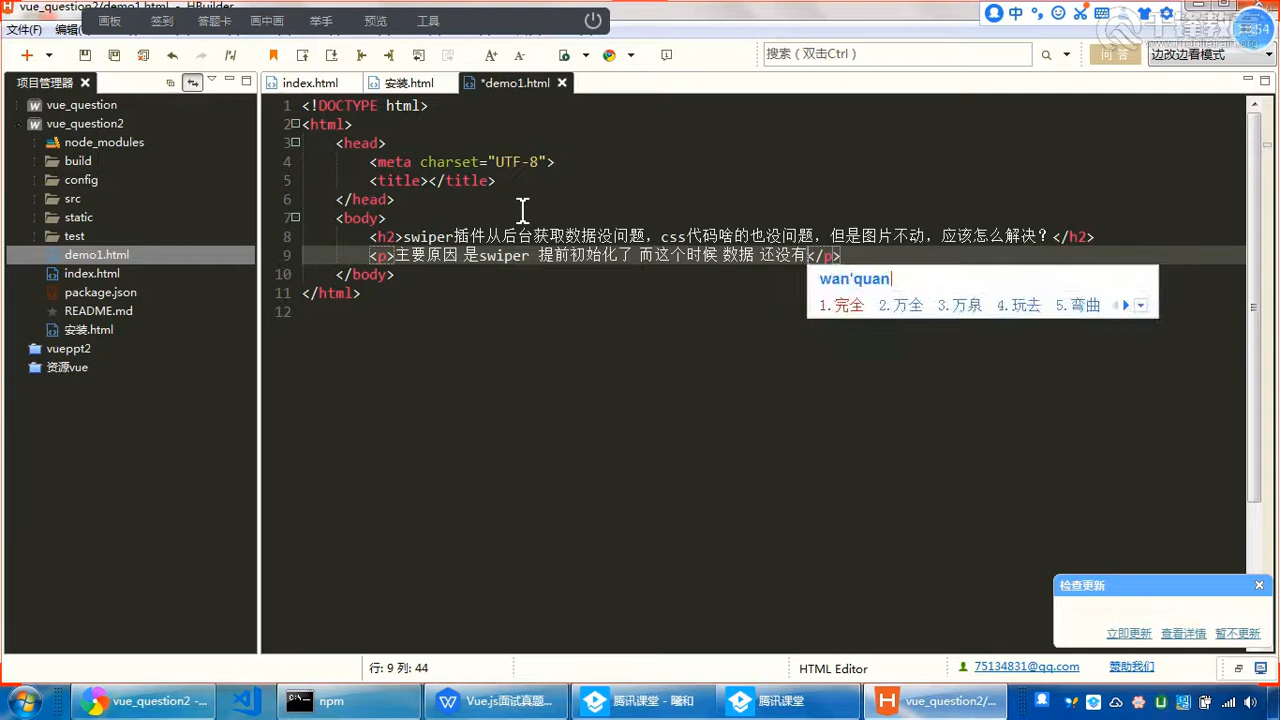 vue_question2/demo1.html - HBuilder
画板 签到 答题卡 画中画 举手 预览 工具
中
文件(F) 编辑
千锋教育
54
搜索（双击Ctrl）
问答
边改边看模式
项目管理器
index.html
安装.html
*demo1.html
vue_question
vue_question2
node_modules
build
config
src
static
test
demo1.html
index.html
package.json
README.md
安装.html
vueppt2
资源vue
1 <!DOCTYPE html>
2 <html>
3 <head>
4 <meta charset="UTF-8">
5 <title></title>
6 </head>
7 <body>
8 <h2>swiper插件从后台获取数据没问题，css代码啥的也没问题，但是图片不动，应该怎么解决？</h2>
9 <p>主要原因 是swiper 提前初始化了 而这个时候 数据 还没有</p>
10 </body>
11 </html>
12
wan'quan
1.完全 2.万全 3.万泉 4.玩去 5.弯曲
检查更新
立即更新 查看详情 暂不更新
行: 9 列: 44
HTML Editor
75134831@qq.com
赞助我们
vue_question2 -...
npm
Vue.js面试真题...
腾讯课堂 - 曦和
腾讯课堂
vue_question2/...